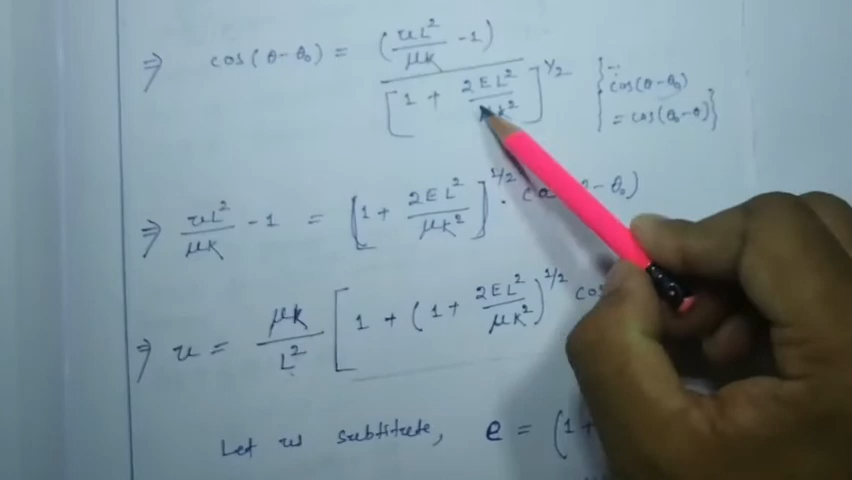 ⇒ cos(θ-θ₀) = (uL²/μk - 1) / [1 + 2EL²/μk²]^1/2 {∵ cos(θ-θ₀) = cos(θ₀-θ)}
⇒ uL²/μk - 1 = [1 + 2EL²/μk²]^1/2 · θ-θ₀)
⇒ u = μk/L² [1 + (1 + 2EL²/μk²)^1/2 cos
Let us substitute, e = (1 +